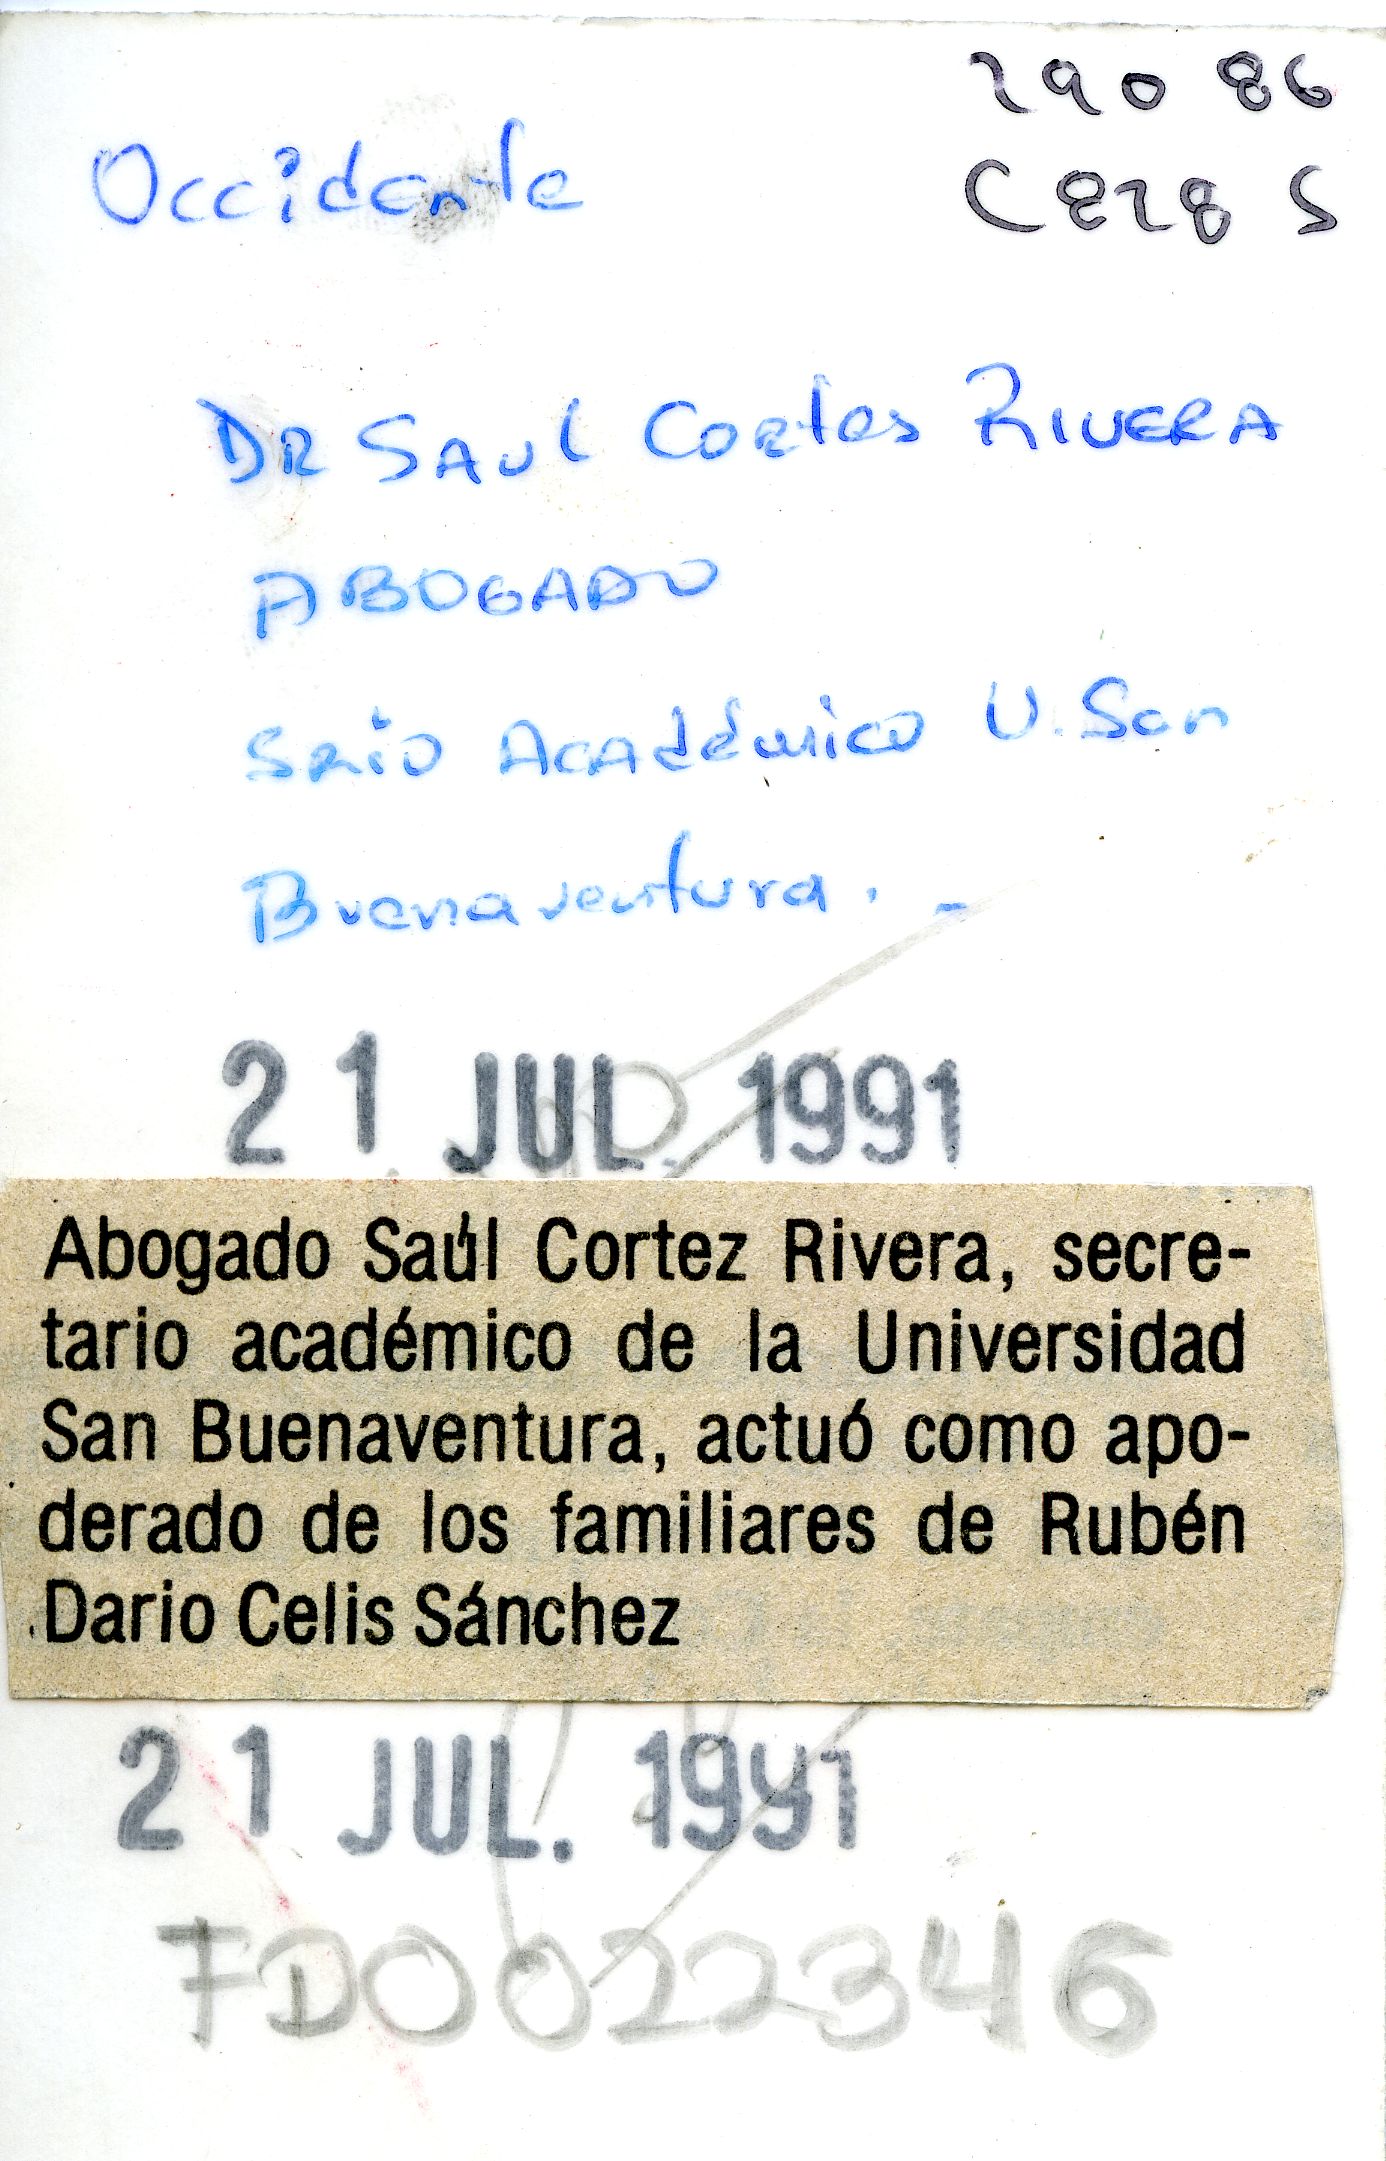 29086
Occidente
C828S
DR SAUL Cortes RIVERA
ABOGADO
SRIO Académico U. San
Buenaventura. -
21 JUL. 1991
Abogado Saúl Cortez Rivera, secre-
tario académico de la Universidad
San Buenaventura, actuó como apo-
derado de los familiares de Rubén
Dario Celis Sánchez
21 JUL. 1991
FD0022346